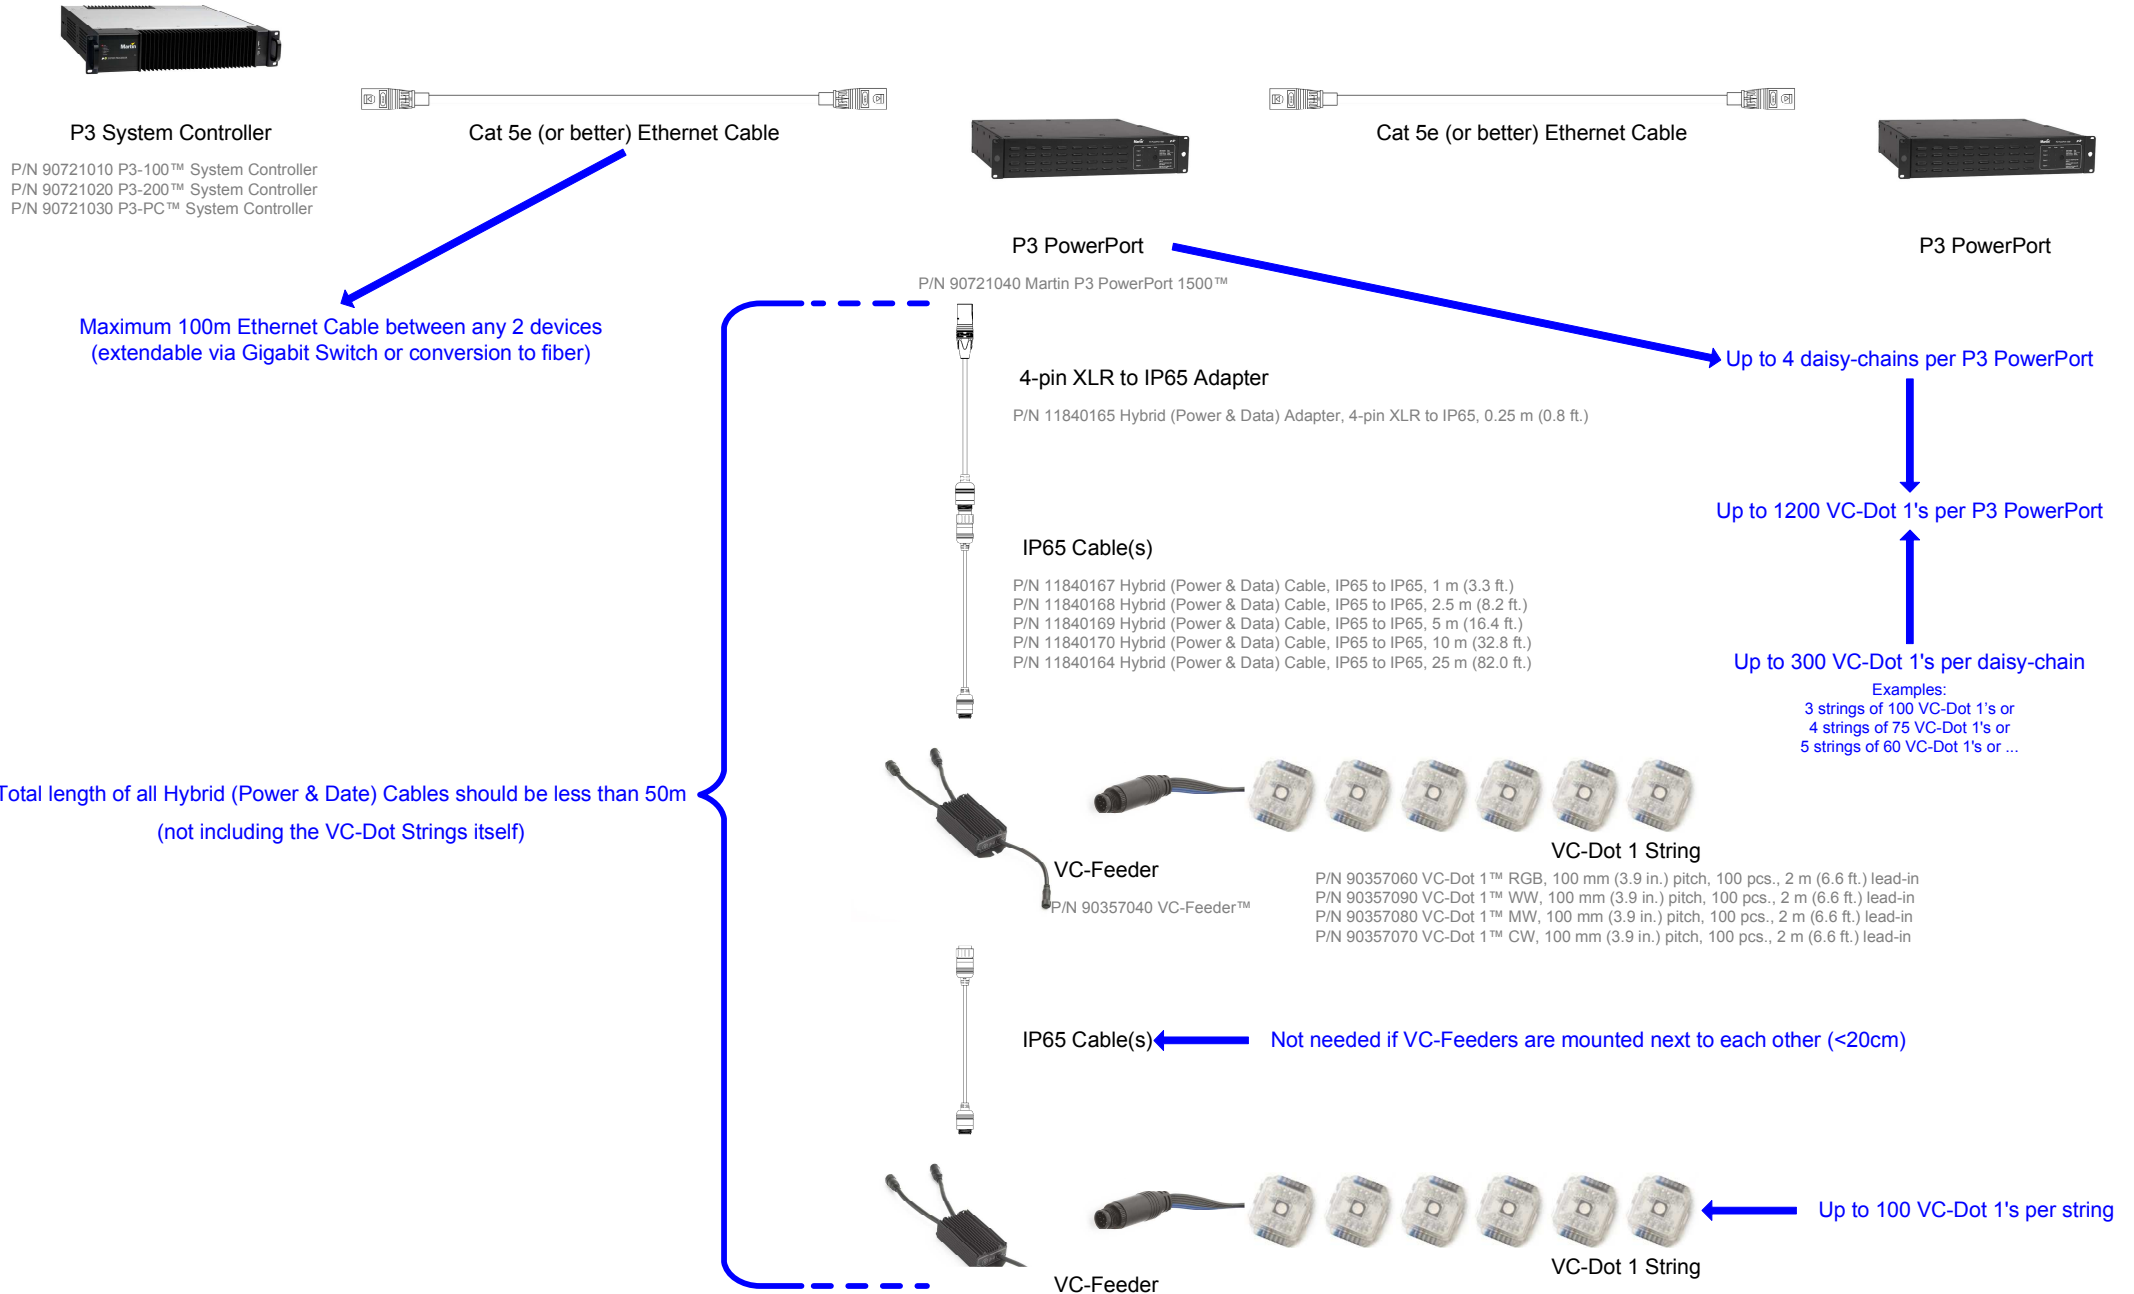 Martin
P3 System Controller
P/N 90721010 P3-100™ System Controller
P/N 90721020 P3-200™ System Controller
P/N 90721030 P3-PC™ System Controller
Cat 5e (or better) Ethernet Cable
Maximum 100m Ethernet Cable between any 2 devices
(extendable via Gigabit Switch or conversion to fiber)
Martin
P3 PowerPort
P/N 90721040 Martin P3 PowerPort 1500™
Cat 5e (or better) Ethernet Cable
Martin
P3 PowerPort
4-pin XLR to IP65 Adapter
P/N 11840165 Hybrid (Power & Data) Adapter, 4-pin XLR to IP65, 0.25 m (0.8 ft.)
Up to 4 daisy-chains per P3 PowerPort
Up to 1200 VC-Dot 1's per P3 PowerPort
IP65 Cable(s)
P/N 11840167 Hybrid (Power & Data) Cable, IP65 to IP65, 1 m (3.3 ft.)
P/N 11840168 Hybrid (Power & Data) Cable, IP65 to IP65, 2.5 m (8.2 ft.)
P/N 11840169 Hybrid (Power & Data) Cable, IP65 to IP65, 5 m (16.4 ft.)
P/N 11840170 Hybrid (Power & Data) Cable, IP65 to IP65, 10 m (32.8 ft.)
P/N 11840164 Hybrid (Power & Data) Cable, IP65 to IP65, 25 m (82.0 ft.)
Up to 300 VC-Dot 1's per daisy-chain
Examples:
3 strings of 100 VC-Dot 1's or
4 strings of 75 VC-Dot 1's or
5 strings of 60 VC-Dot 1's or ...
Total length of all Hybrid (Power & Date) Cables should be less than 50m
(not including the VC-Dot Strings itself)
VC-Feeder
P/N 90357040 VC-Feeder™
VC-Dot 1 String
P/N 90357060 VC-Dot 1™ RGB, 100 mm (3.9 in.) pitch, 100 pcs., 2 m (6.6 ft.) lead-in
P/N 90357090 VC-Dot 1™ WW, 100 mm (3.9 in.) pitch, 100 pcs., 2 m (6.6 ft.) lead-in
P/N 90357080 VC-Dot 1™ MW, 100 mm (3.9 in.) pitch, 100 pcs., 2 m (6.6 ft.) lead-in
P/N 90357070 VC-Dot 1™ CW, 100 mm (3.9 in.) pitch, 100 pcs., 2 m (6.6 ft.) lead-in
IP65 Cable(s)
Not needed if VC-Feeders are mounted next to each other (<20cm)
Up to 100 VC-Dot 1's per string
VC-Dot 1 String
VC-Feeder